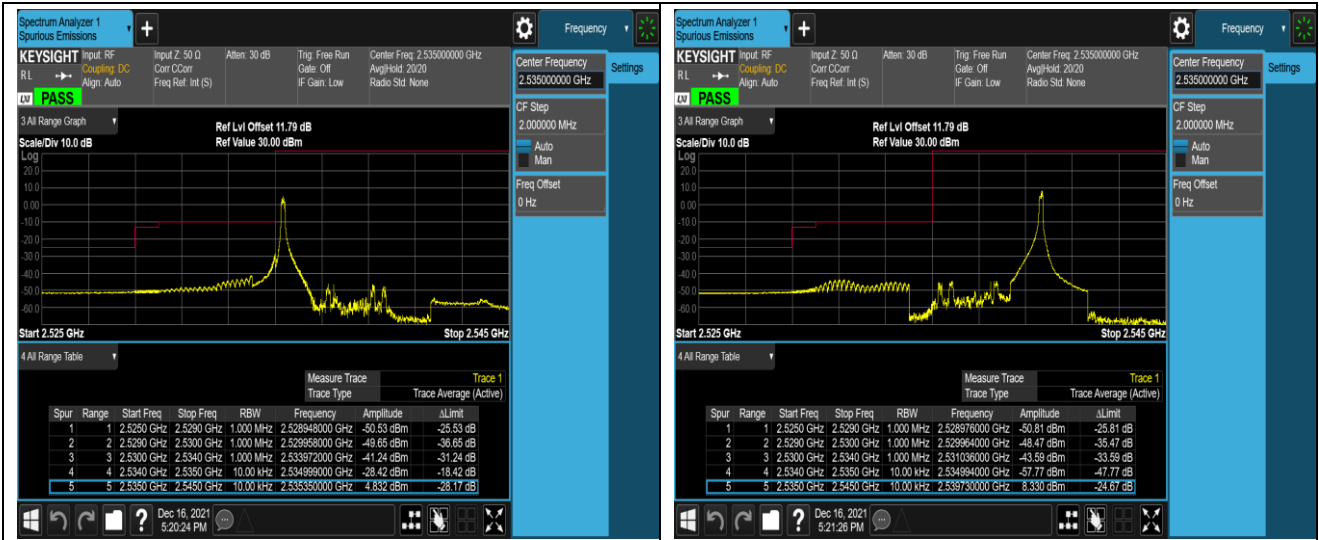 Spectrum Analyzer 1
Spurious Emissions
+
Frequency
KEYSIGHT Input: RF Input Z: 50 Ω Atten: 30 dB Trig: Free Run Center Freq: 2.535000000 GHz
RL Coupling: DC Corr CCorr Gate: Off Avg|Hold: 20/20
Align: Auto Freq Ref: Int (S) IF Gain: Low Radio Std: None
LXI PASS
Center Frequency
2.535000000 GHz
Settings
CF Step
2.000000 MHz
Auto
Man
Freq Offset
0 Hz
3 All Range Graph
Ref Lvl Offset 11.79 dB
Scale/Div 10.0 dB Ref Value 30.00 dBm
Log
20.0
10.0
0.00
-10.0
-20.0
-30.0
-40.0
-50.0
-60.0
Start 2.525 GHz Stop 2.545 GHz
4 All Range Table
Measure Trace Trace 1
Trace Type Trace Average (Active)
Spur Range Start Freq Stop Freq RBW Frequency Amplitude ΔLimit
1 1 2.5250 GHz 2.5290 GHz 1.000 MHz 2.528948000 GHz -50.53 dBm -25.53 dB
2 2 2.5290 GHz 2.5300 GHz 1.000 MHz 2.529958000 GHz -49.65 dBm -36.65 dB
3 3 2.5300 GHz 2.5340 GHz 1.000 MHz 2.533972000 GHz -41.24 dBm -31.24 dB
4 4 2.5340 GHz 2.5350 GHz 10.00 kHz 2.534999000 GHz -28.42 dBm -18.42 dB
5 5 2.5350 GHz 2.5450 GHz 10.00 kHz 2.535350000 GHz 4.832 dBm -28.17 dB
?
Dec 16, 2021
5:20:24 PM
Spectrum Analyzer 1
Spurious Emissions
+
Frequency
KEYSIGHT Input: RF Input Z: 50 Ω Atten: 30 dB Trig: Free Run Center Freq: 2.535000000 GHz
RL Coupling: DC Corr CCorr Gate: Off Avg|Hold: 20/20
Align: Auto Freq Ref: Int (S) IF Gain: Low Radio Std: None
LXI PASS
Center Frequency
2.535000000 GHz
Settings
CF Step
2.000000 MHz
Auto
Man
Freq Offset
0 Hz
3 All Range Graph
Ref Lvl Offset 11.79 dB
Scale/Div 10.0 dB Ref Value 30.00 dBm
Log
20.0
10.0
0.00
-10.0
-20.0
-30.0
-40.0
-50.0
-60.0
Start 2.525 GHz Stop 2.545 GHz
4 All Range Table
Measure Trace Trace 1
Trace Type Trace Average (Active)
Spur Range Start Freq Stop Freq RBW Frequency Amplitude ΔLimit
1 1 2.5250 GHz 2.5290 GHz 1.000 MHz 2.528976000 GHz -50.81 dBm -25.81 dB
2 2 2.5290 GHz 2.5300 GHz 1.000 MHz 2.529964000 GHz -48.47 dBm -35.47 dB
3 3 2.5300 GHz 2.5340 GHz 1.000 MHz 2.531036000 GHz -43.59 dBm -33.59 dB
4 4 2.5340 GHz 2.5350 GHz 10.00 kHz 2.534994000 GHz -57.77 dBm -47.77 dB
5 5 2.5350 GHz 2.5450 GHz 10.00 kHz 2.539730000 GHz 8.330 dBm -24.67 dB
?
Dec 16, 2021
5:21:26 PM